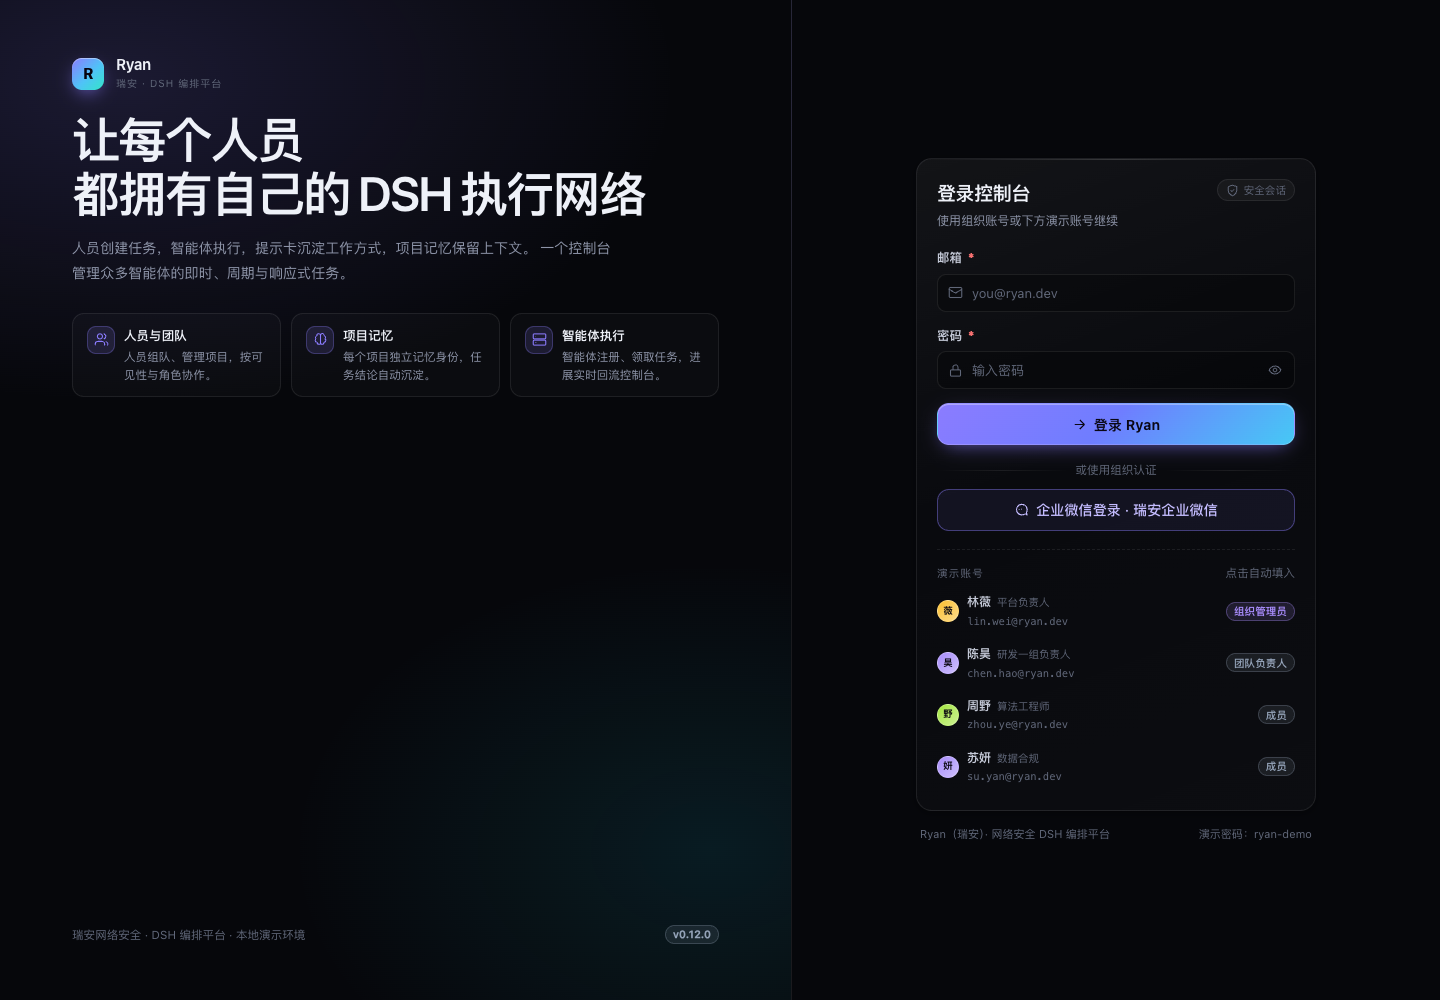 R
Ryan
瑞安 · DSH 编排平台
让每个人员
都拥有自己的 DSH 执行网络
人员创建任务，智能体执行，提示卡沉淀工作方式，项目记忆保留上下文。 一个控制台
管理众多智能体的即时、周期与响应式任务。
人员与团队
人员组队、管理项目，按可
见性与角色协作。
项目记忆
每个项目独立记忆身份，任
务结论自动沉淀。
智能体执行
智能体注册、领取任务，进
展实时回流控制台。
瑞安网络安全 · DSH 编排平台 · 本地演示环境
v0.12.0
登录控制台
安全会话
使用组织账号或下方演示账号继续
邮箱 *
you@ryan.dev
密码 *
输入密码
登录 Ryan
或使用组织认证
企业微信登录 · 瑞安企业微信
演示账号
点击自动填入
薇
林薇 平台负责人
lin.wei@ryan.dev
组织管理员
昊
陈昊 研发一组负责人
chen.hao@ryan.dev
团队负责人
野
周野 算法工程师
zhou.ye@ryan.dev
成员
妍
苏妍 数据合规
su.yan@ryan.dev
成员
Ryan（瑞安）· 网络安全 DSH 编排平台
演示密码：ryan-demo